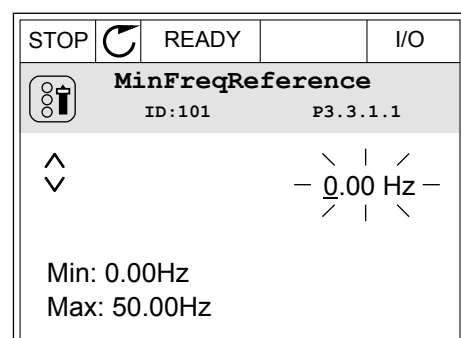 STOP READY I/O
MinFreqReference
ID:101 P3.3.1.1
0.00 Hz
Min: 0.00Hz
Max: 50.00Hz